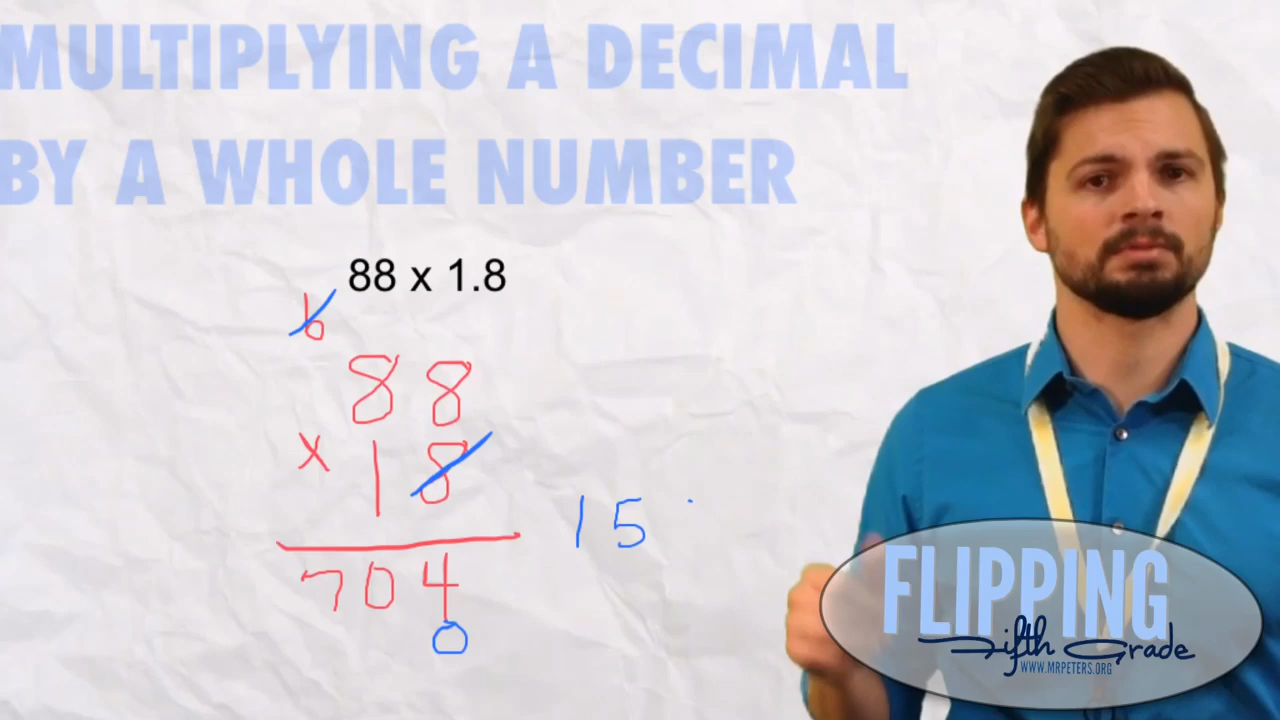 MULTIPLYING A DECIMAL
BY A WHOLE NUMBER
88 x 1.8
6
88
x 18
704
0
15
FLIPPING
Fifth Grade
WWW.MRPETERS.ORG